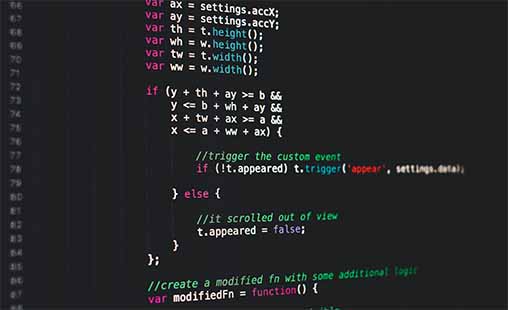 66 var ax = settings.accX;
67 var ay = settings.accY;
68 var th = t.height();
69 var wh = w.height();
70 var tw = t.width();
71 var ww = w.width();
72
73 if (y + th + ay >= b &&
74 y <= b + wh + ay &&
75 x + tw + ax >= a &&
76 x <= a + ww + ax) {
77
78 //trigger the custom event
79 if (!t.appeared) t.trigger('appear', settings.data);
80
81 } else {
82
83 //it scrolled out of view
84 t.appeared = false;
85 }
86 };
87 //create a modified fn with some additional logic
var modifiedFn = function() {